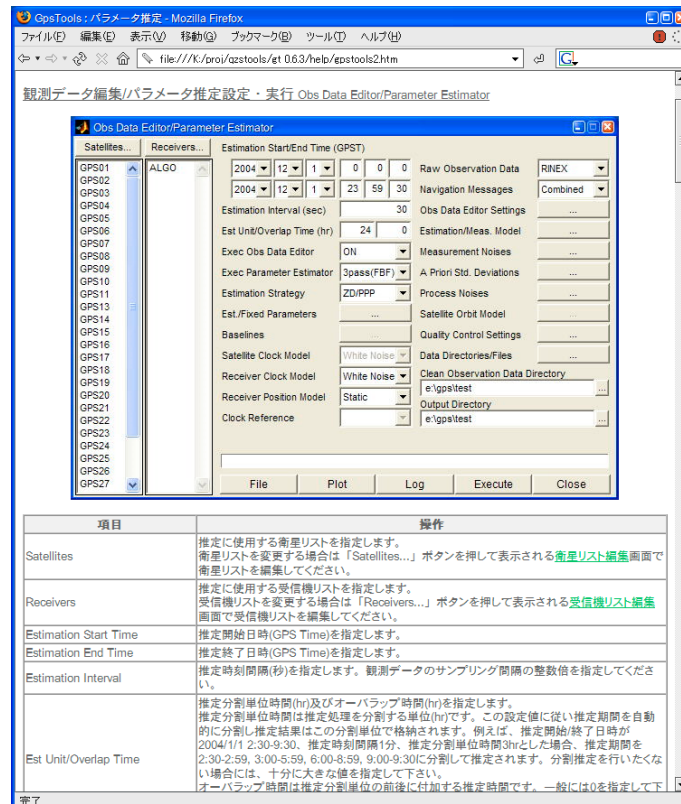 GpsTools : パラメータ推定 - Mozilla Firefox
ファイル(F) 編集(E) 表示(V) 移動(G) ブックマーク(B) ツール(T) ヘルプ(H)
file:///K:/proj/qzstools/gt 0.6.3/help/gpstools2.htm
観測データ編集/パラメータ推定設定・実行 Obs Data Editor/Parameter Estimator
Obs Data Editor/Parameter Estimator
Satellites... Receivers... Estimation Start/End Time (GPST)
GPS01 ALGO 2004 12 1 0 0 0 Raw Observation Data RINEX
GPS02
GPS03 2004 12 1 23 59 30 Navigation Messages Combined
GPS04
GPS05 Estimation Interval (sec) 30 Obs Data Editor Settings ...
GPS06 Est Unit/Overlap Time (hr) 24 0 Estimation/Meas. Model ...
GPS07
GPS08 Exec Obs Data Editor ON Measurement Noises ...
GPS09 Exec Parameter Estimator 3pass(FBF) A Priori Std. Deviations ...
GPS10
GPS11 Estimation Strategy ZD/PPP Process Noises ...
GPS13
GPS14 Est./Fixed Parameters ... Satellite Orbit Model ...
GPS15 Baselines ... Quality Control Settings ...
GPS16
GPS17 Satellite Clock Model White Noise Data Directories/Files ...
GPS18 Receiver Clock Model White Noise Clean Observation Data Directory
GPS19 e:\gps\test ...
GPS20 Receiver Position Model Static Output Directory
GPS21 Clock Reference e:\gps\test ...
GPS22
GPS23
GPS24
GPS25
GPS26
GPS27 File Plot Log Execute Close
項目 操作
Satellites 推定に使用する衛星リストを指定します。
衛星リストを変更する場合は「Satellites...」ボタンを押して表示される衛星リスト編集画面で
衛星リストを編集してください。
Receivers 推定に使用する受信機リストを指定します。
受信機リストを変更する場合は「Receivers...」ボタンを押して表示される受信機リスト編集
画面で受信機リストを編集してください。
Estimation Start Time 推定開始日時(GPS Time)を指定します。
Estimation End Time 推定終了日時(GPS Time)を指定します。
Estimation Interval 推定時刻間隔(秒)を指定します。観測データのサンプリング間隔の整数倍を指定してくださ
い。
Est Unit/Overlap Time 推定分割単位時間(hr)及びオーバラップ時間(hr)を指定します。
推定分割単位時間は推定処理を分割する単位(hr)です。この設定値に従い推定期間を自動
的に分割し推定結果はこの分割単位で格納されます。例えば、推定開始/終了日時が
2004/1/1 2:30-9:30、推定時刻間隔1分、推定分割単位時間3hrとした場合、推定期間を
2:30-2:59, 3:00-5:59, 6:00-8:59, 9:00-9:30に分割して推定されます。分割推定を行いたくな
い場合には、十分に大きな値を指定して下さい。
オーバラップ時間は推定分割単位の前後に付加する推定時間です。一般には0を指定して下
完了